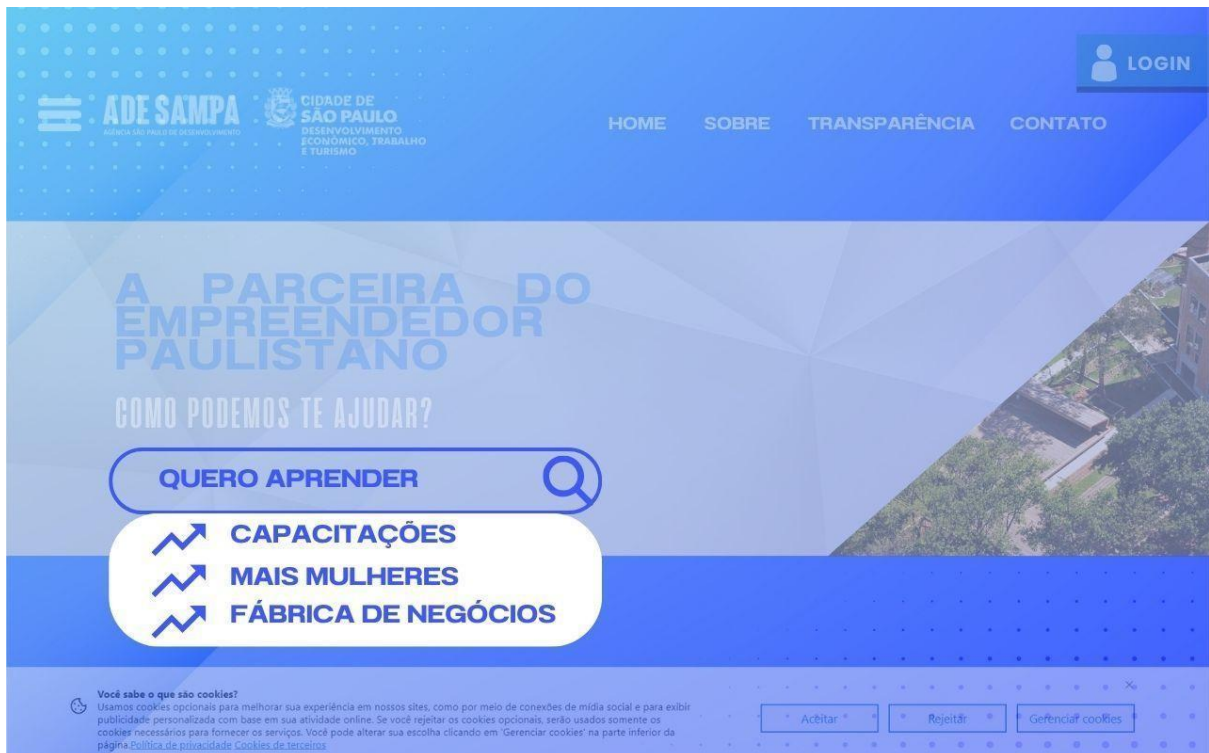 LOGIN
ADE SAMPA
AGÊNCIA SÃO PAULO DE DESENVOLVIMENTO
CIDADE DE
SÃO PAULO
DESENVOLVIMENTO
ECONÔMICO, TRABALHO
E TURISMO
HOME SOBRE TRANSPARÊNCIA CONTATO
A PARCEIRA DO
EMPREENDEDOR
PAULISTANO
COMO PODEMOS TE AJUDAR?
QUERO APRENDER
CAPACITAÇÕES
MAIS MULHERES
FÁBRICA DE NEGÓCIOS
Você sabe o que são cookies?
Usamos cookies opcionais para melhorar sua experiência em nossos sites, como por meio de conexões de mídia social e para exibir
publicidade personalizada com base em sua atividade online. Se você rejeitar os cookies opcionais, serão usados somente os
cookies necessários para fornecer os serviços. Você pode alterar sua escolha clicando em 'Gerenciar cookies' na parte inferior da
página.Política de privacidade Cookies de terceiros
Aceitar Rejeitar Gerenciar cookies